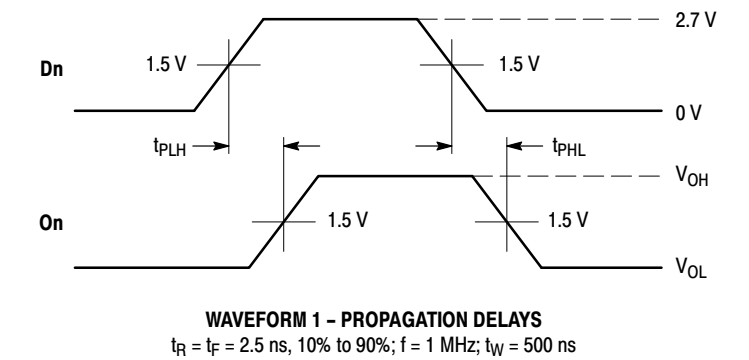 2.7 V
Dn
1.5 V
1.5 V
0 V
tPLH
tPHL
VOH
On
1.5 V
1.5 V
VOL
WAVEFORM 1 – PROPAGATION DELAYS
tR = tF = 2.5 ns, 10% to 90%; f = 1 MHz; tW = 500 ns